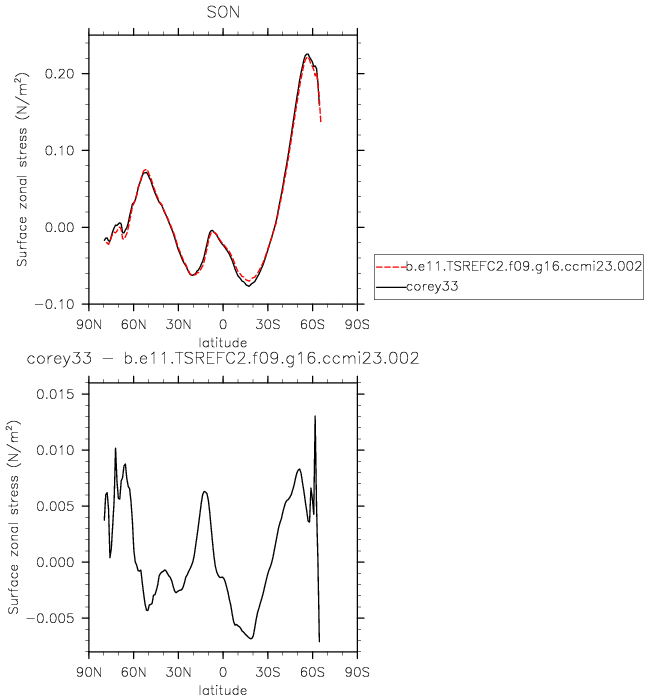 SON
Surface zonal stress (N/m²)
0.20
0.10
0.00
−0.10
90N 60N 30N 0 30S 60S 90S
latitude
b.e11.TSREFC2.f09.g16.ccmi23.002
corey33
corey33 − b.e11.TSREFC2.f09.g16.ccmi23.002
Surface zonal stress (N/m²)
0.015
0.010
0.005
0.000
−0.005
90N 60N 30N 0 30S 60S 90S
latitude